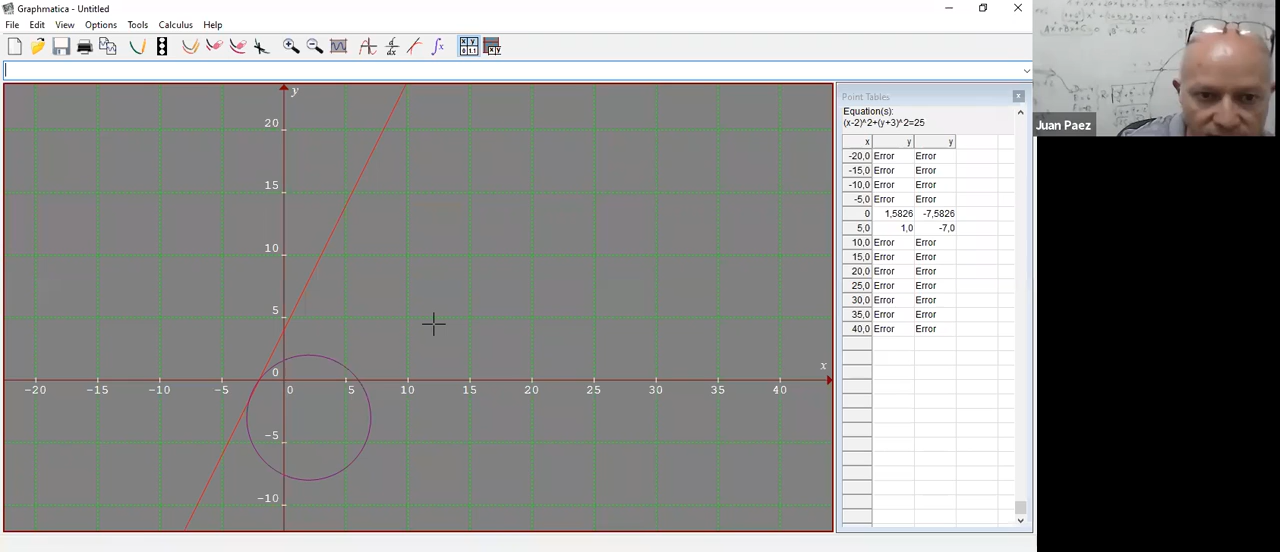 Graphmatica - Untitled
File Edit View Options Tools Calculus Help
y
20
15
10
5
0
-5
-10
-20 -15 -10 -5 0 5 10 15 20 25 30 35 40
x
Point Tables
Equation(s):
(x-2)^2+(y+3)^2=25
x y y
-20,0 Error Error
-15,0 Error Error
-10,0 Error Error
-5,0 Error Error
0 1,5826 -7,5826
5,0 1,0 -7,0
10,0 Error Error
15,0 Error Error
20,0 Error Error
25,0 Error Error
30,0 Error Error
35,0 Error Error
40,0 Error Error
Juan Paez